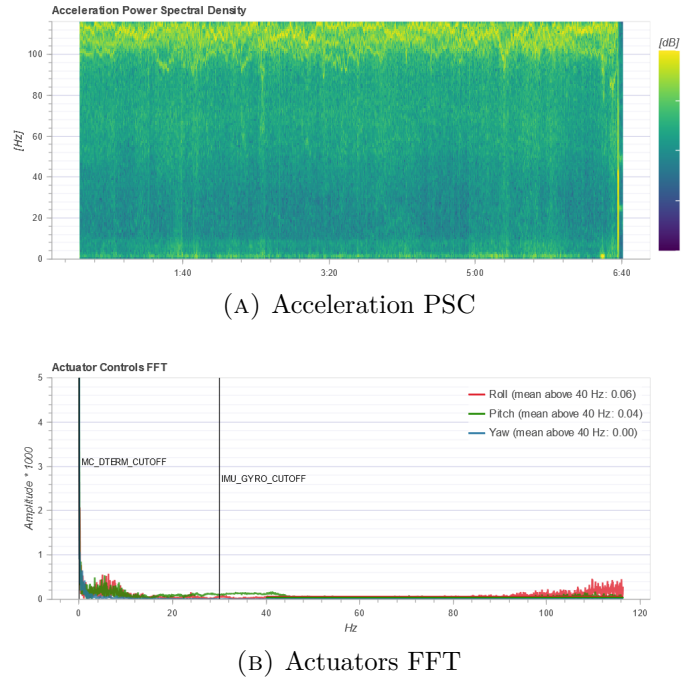 Acceleration Power Spectral Density
[dB]
100
80
60
40
20
0
[Hz]
1:40
3:20
5:00
6:40
(A) Acceleration PSC
Actuator Controls FFT
5
4
3
2
1
0
Amplitude * 1000
Roll (mean above 40 Hz: 0.06)
Pitch (mean above 40 Hz: 0.04)
Yaw (mean above 40 Hz: 0.00)
MC_DTERM_CUTOFF
IMU_GYRO_CUTOFF
0
20
40
60
80
100
120
Hz
(B) Actuators FFT